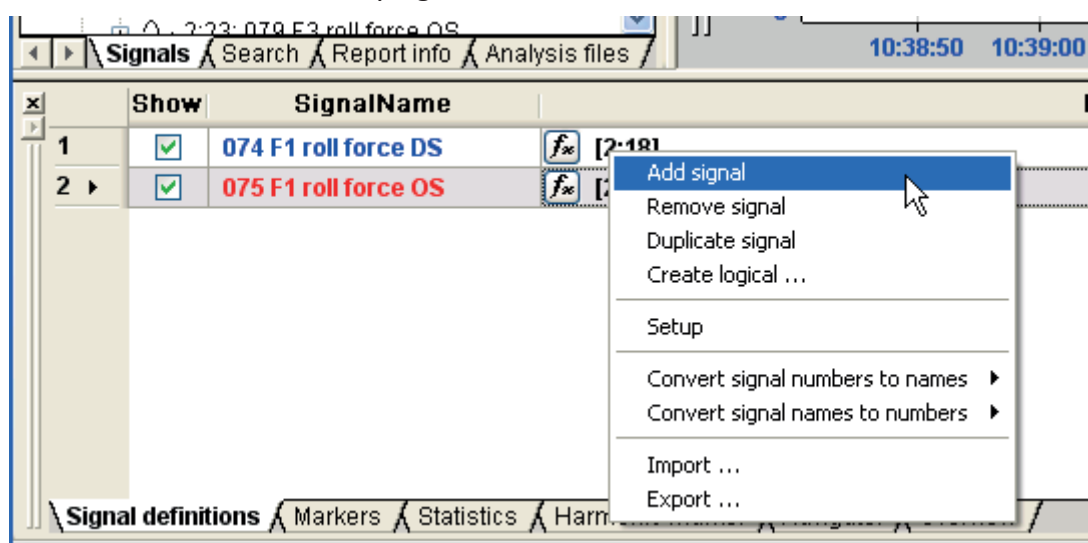 2:23: 079 F3 roll force OS
Signals Search Report info Analysis files
10:38:50 10:39:00
Show SignalName
1 074 F1 roll force DS fx [2:18]
2 075 F1 roll force OS fx
Add signal
Remove signal
Duplicate signal
Create logical ...
Setup
Convert signal numbers to names
Convert signal names to numbers
Import ...
Export ...
Signal definitions Markers Statistics